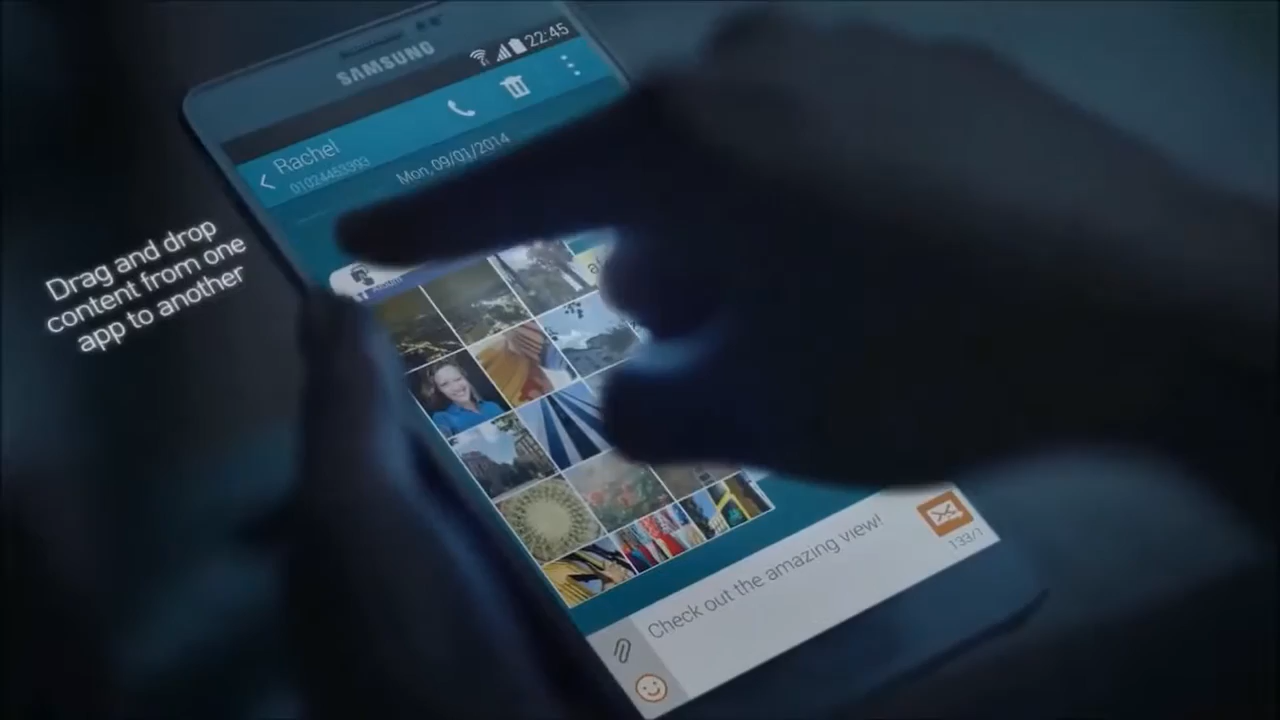 SAMSUNG
22:45
Rachel
01024453393
Mon, 09/01/2014
Drag and drop
content from one
app to another
Check out the amazing view!
133/1